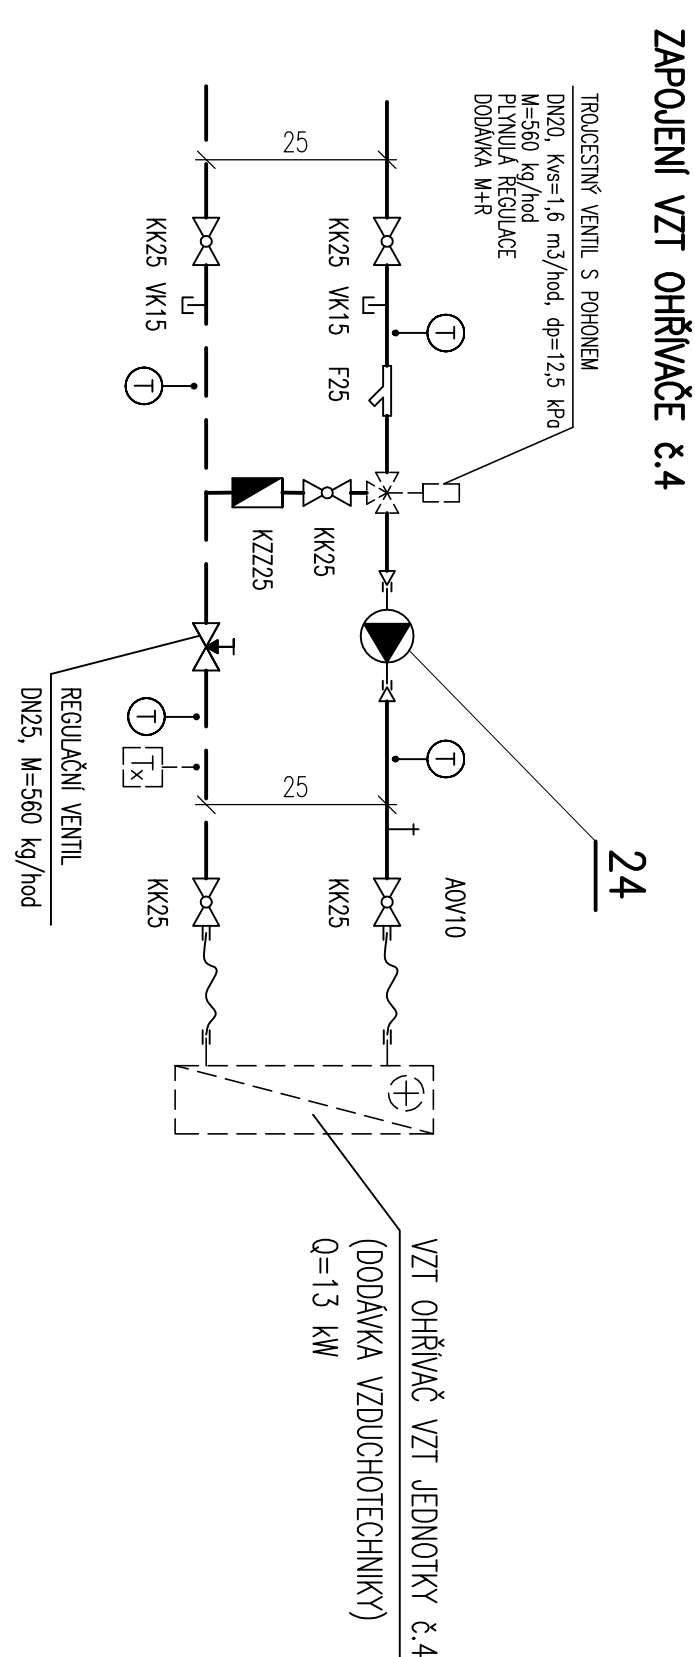 ZAPOJENÍ VZT OHŘÍVAČE č.4
TROJCESTNÝ VENTIL S POHONEM
DN20, Kvs=1,6 m3/hod, dp=12,5 kPa
M=560 kg/hod
PLYNULÁ REGULACE
DODÁVKA M+R
24
AOV10
T
T
25
KK25
VK15
F25
KK25
25
KK25
KZZ25
KK25
VK15
T
T
Tx
KK25
REGULAČNÍ VENTIL
DN25, M=560 kg/hod
VZT OHŘÍVAČ VZT JEDNOTKY č.4
(DODÁVKA VZDUCHOTECHNIKY)
Q=13 kW